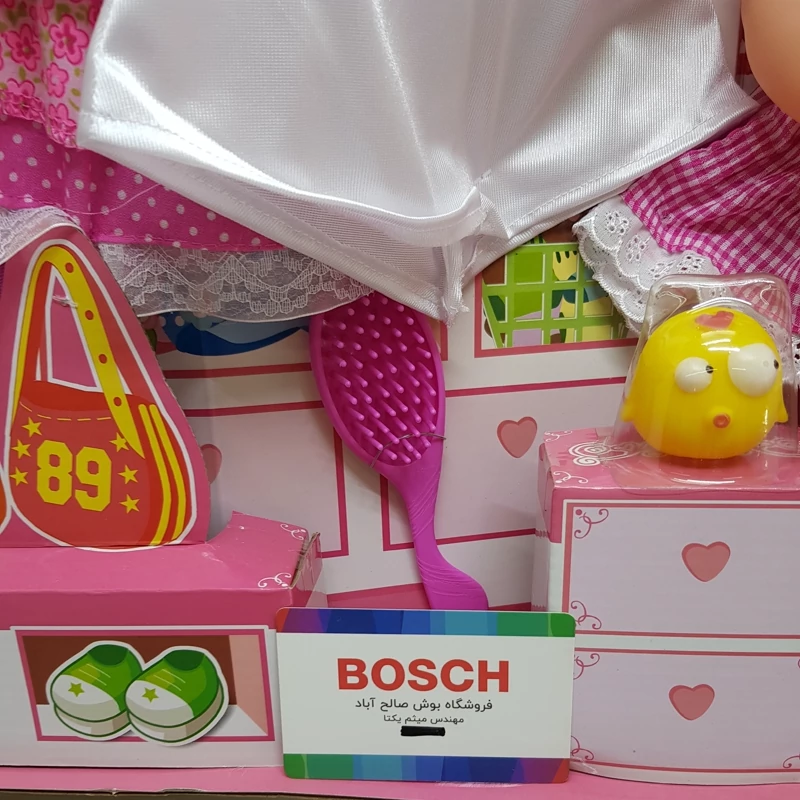 89
BOSCH
فروشگاه بوش صالح آباد
مهندس میثم یکتا